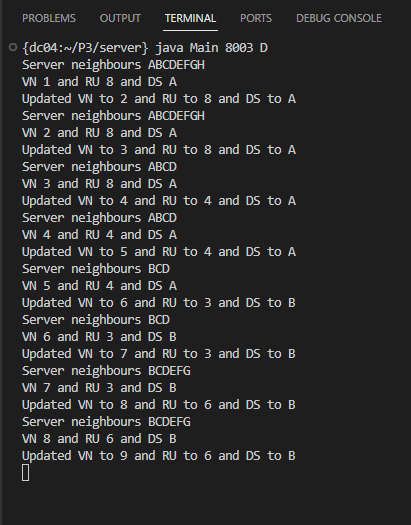 PROBLEMS OUTPUT TERMINAL PORTS DEBUG CONSOLE
{dc04:~/P3/server} java Main 8003 D
Server neighbours ABCDEFGH
VN 1 and RU 8 and DS A
Updated VN to 2 and RU to 8 and DS to A
Server neighbours ABCDEFGH
VN 2 and RU 8 and DS A
Updated VN to 3 and RU to 8 and DS to A
Server neighbours ABCD
VN 3 and RU 8 and DS A
Updated VN to 4 and RU to 4 and DS to A
Server neighbours ABCD
VN 4 and RU 4 and DS A
Updated VN to 5 and RU to 4 and DS to A
Server neighbours BCD
VN 5 and RU 4 and DS A
Updated VN to 6 and RU to 3 and DS to B
Server neighbours BCD
VN 6 and RU 3 and DS B
Updated VN to 7 and RU to 3 and DS to B
Server neighbours BCDEFG
VN 7 and RU 3 and DS B
Updated VN to 8 and RU to 6 and DS to B
Server neighbours BCDEFG
VN 8 and RU 6 and DS B
Updated VN to 9 and RU to 6 and DS to B